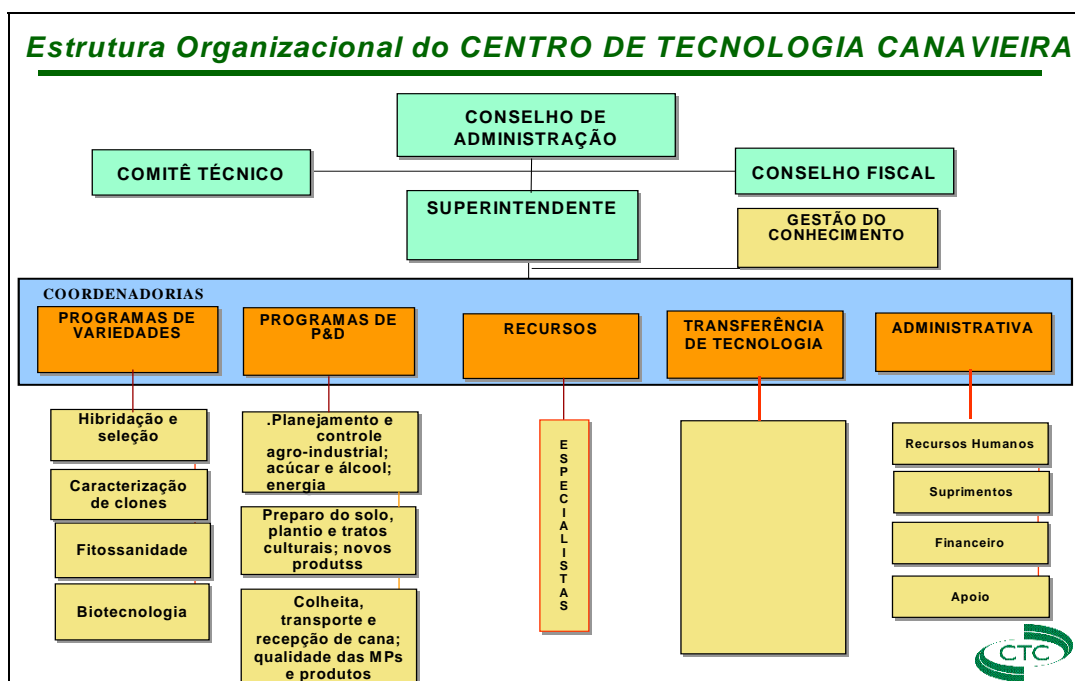 Estrutura Organizacional do CENTRO DE TECNOLOGIA CANAVIEIRA
CONSELHO DE
ADMINISTRAÇÃO
COMITÊ TÉCNICO
CONSELHO FISCAL
SUPERINTENDENTE
GESTÃO DO
CONHECIMENTO
COORDENADORIAS
PROGRAMAS DE
VARIEDADES
PROGRAMAS DE
P&D
RECURSOS
TRANSFERÊNCIA
DE TECNOLOGIA
ADMINISTRATIVA
Hibridação e
seleção
Caracterização
de clones
Fitossanidade
Biotecnologia
.Planejamento e
controle
agro-industrial;
acúcar e álcool;
energia
Preparo do solo,
plantio e tratos
culturais; novos
produtss
Colheita,
transporte e
recepção de cana;
qualidade das MPs
e produtos
ESPECIALISTAS
Recursos Humanos
Suprimentos
Financeiro
Apoio
CTC